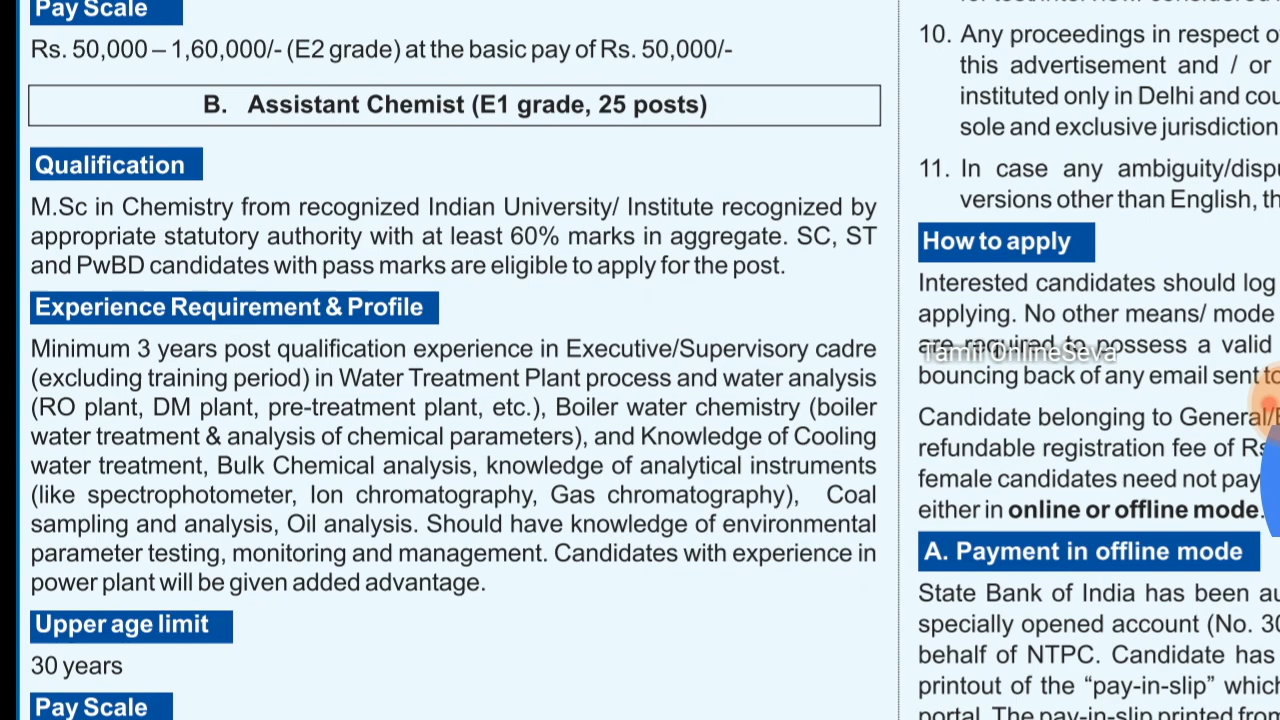 Pay Scale
Rs. 50,000 – 1,60,000/- (E2 grade) at the basic pay of Rs. 50,000/-
B. Assistant Chemist (E1 grade, 25 posts)
Qualification
M.Sc in Chemistry from recognized Indian University/ Institute recognized by
appropriate statutory authority with at least 60% marks in aggregate. SC, ST
and PwBD candidates with pass marks are eligible to apply for the post.
Experience Requirement & Profile
Minimum 3 years post qualification experience in Executive/Supervisory cadre
(excluding training period) in Water Treatment Plant process and water analysis
(RO plant, DM plant, pre-treatment plant, etc.), Boiler water chemistry (boiler
water treatment & analysis of chemical parameters), and Knowledge of Cooling
water treatment, Bulk Chemical analysis, knowledge of analytical instruments
(like spectrophotometer, Ion chromatography, Gas chromatography), Coal
sampling and analysis, Oil analysis. Should have knowledge of environmental
parameter testing, monitoring and management. Candidates with experience in
power plant will be given added advantage.
Upper age limit
30 years
Pay Scale
10. Any proceedings in respect
this advertisement and / or
instituted only in Delhi and
sole and exclusive jurisdiction
11. In case any
versions other than English,
How to apply
Interested candidates should log
applying. No other means/ mode
are required to possess a valid
Tamil OnlineSeva
bouncing back of any email sent to
Candidate belonging to General/
refundable registration fee of
female candidates need not pay
either in online or offline mode.
A. Payment in offline mode
State Bank of India has been
specially opened account (No.
behalf of NTPC. Candidate has
printout of the “pay-in-slip”
portal. The pay-in-slip printed from